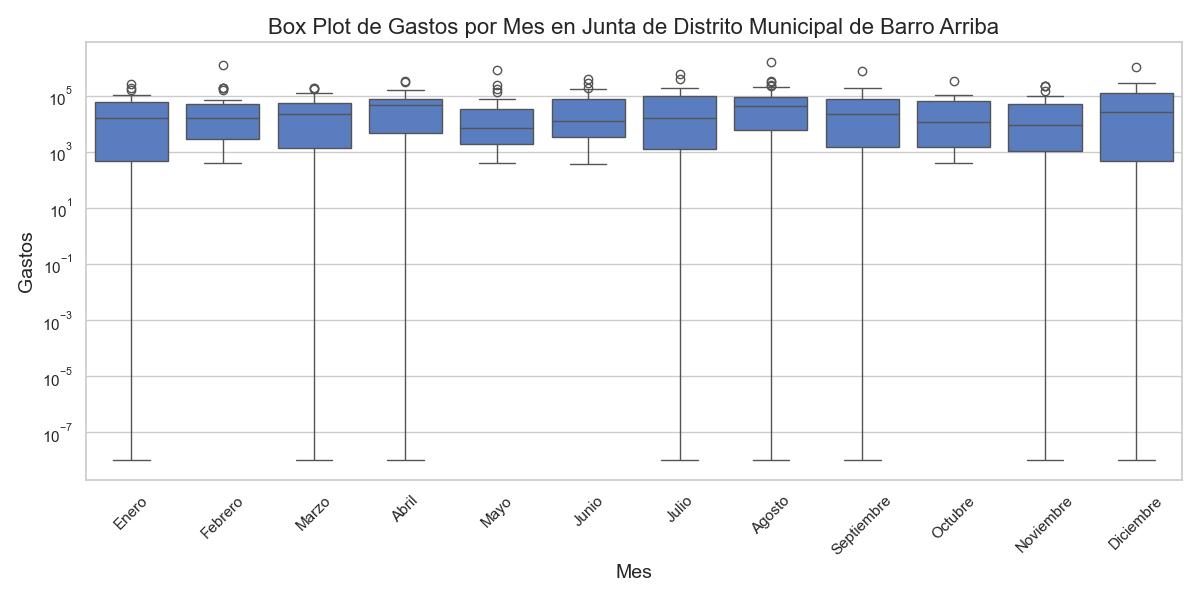 Box Plot de Gastos por Mes en Junta de Distrito Municipal de Barro Arriba
Gastos
10^5
10^3
10^1
10^−1
10^−3
10^−5
10^−7
Enero
Febrero
Marzo
Abril
Mayo
Junio
Julio
Agosto
Septiembre
Octubre
Noviembre
Diciembre
Mes